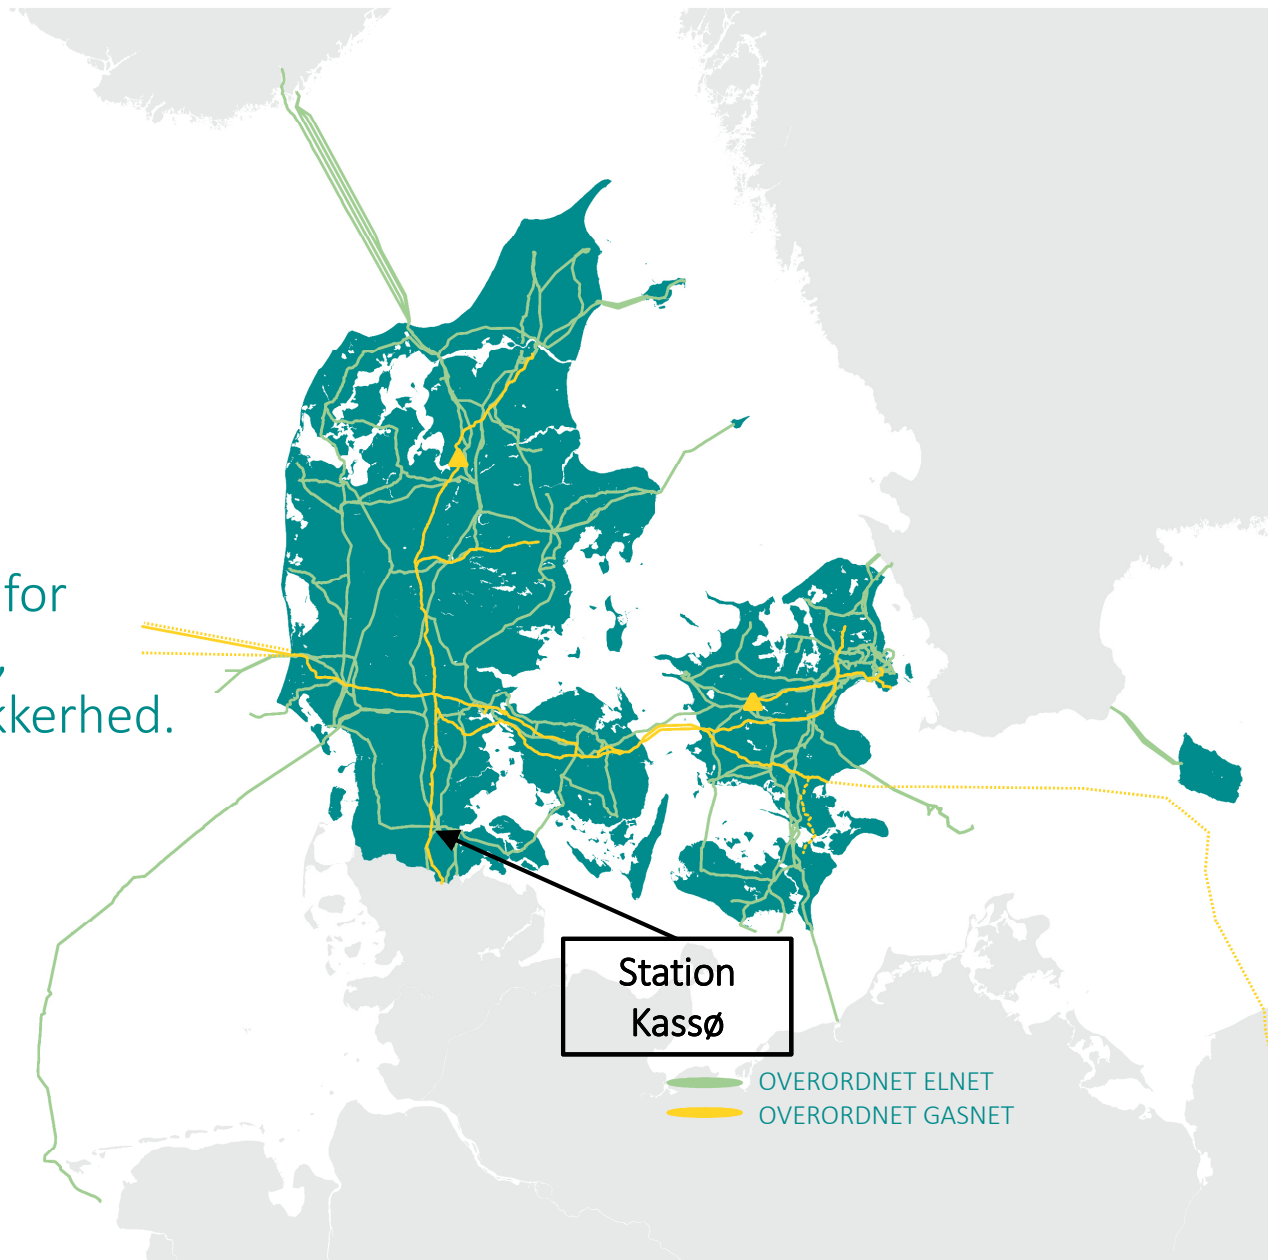 for
,
kkerhed.
Station
Kassø
OVERORDNET ELNET
OVERORDNET GASNET